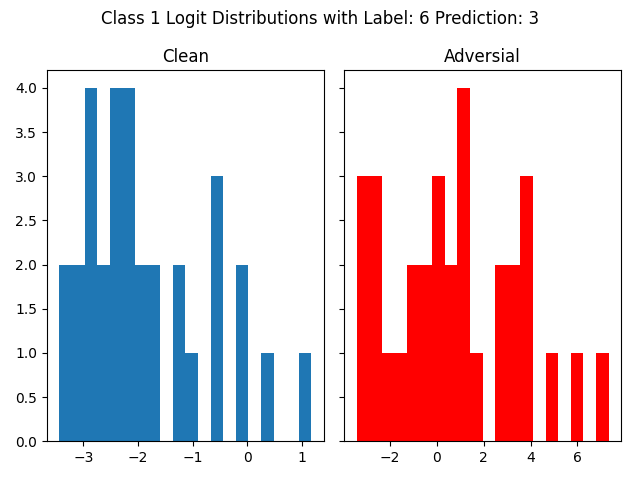 Class 1 Logit Distributions with Label: 6 Prediction: 3
Clean
Adversial
4.0
3.5
3.0
2.5
2.0
1.5
1.0
0.5
0.0
−3 −2 −1 0 1
−2 0 2 4 6